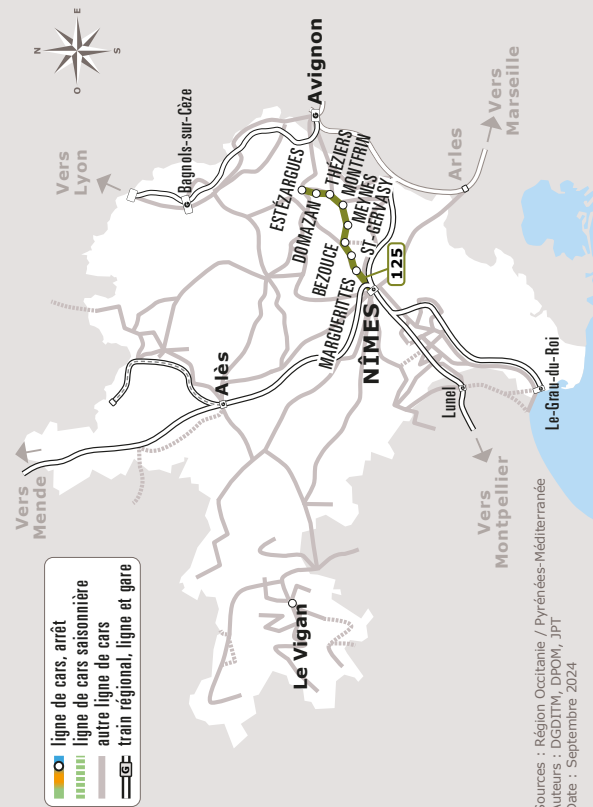 ligne de cars, arrêt
ligne de cars saisonnière
autre ligne de cars
G
train régional, ligne et gare
Vers
Mende
Vers
Lyon
N
E
S
O
Bagnols-sur-Cèze
Alès
Avignon
ESTÉZARGUES
DOMAZAN
THÉZIERS
MONTFRIN
MEYNES
ST-GERVASY
BEZOUCE
MARGUERITTES
125
NÎMES
Le Vigan
Arles
Vers
Marseille
Lunel
Le-Grau-du-Roi
Vers
Montpellier
Sources : Région Occitanie / Pyrénées-Méditerranée
Auteurs : DGDITM, DPOM, JPT
Date : Septembre 2024